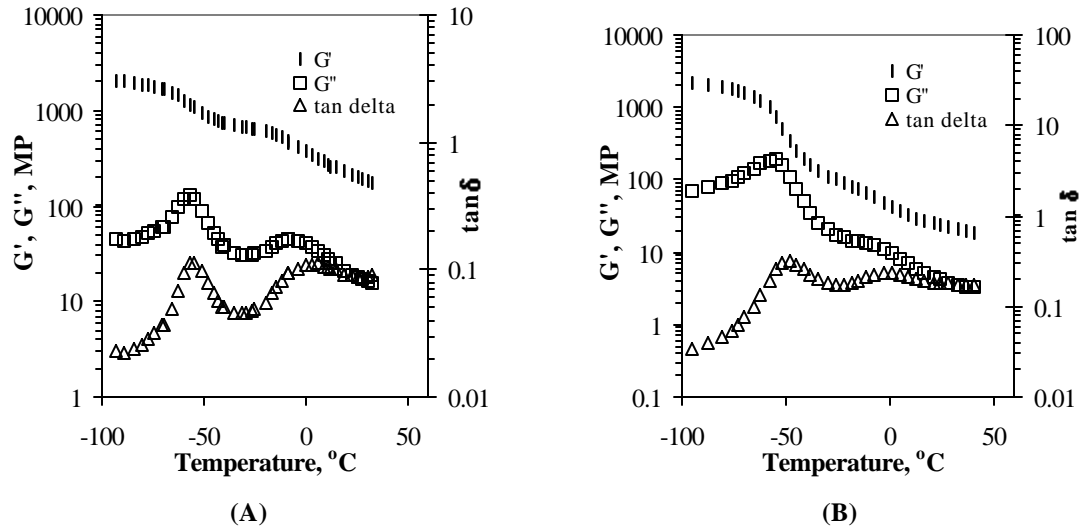 10000
1000
100
10
1
G', G'', MP
10
1
0.1
0.01
tan δ
G'
G''
tan delta
-100
-50
0
50
Temperature, °C
(A)
10000
1000
100
10
1
0.1
G', G'', MP
100
10
1
0.1
0.01
tan δ
G'
G''
tan delta
-100
-50
0
50
Temperature, °C
(B)